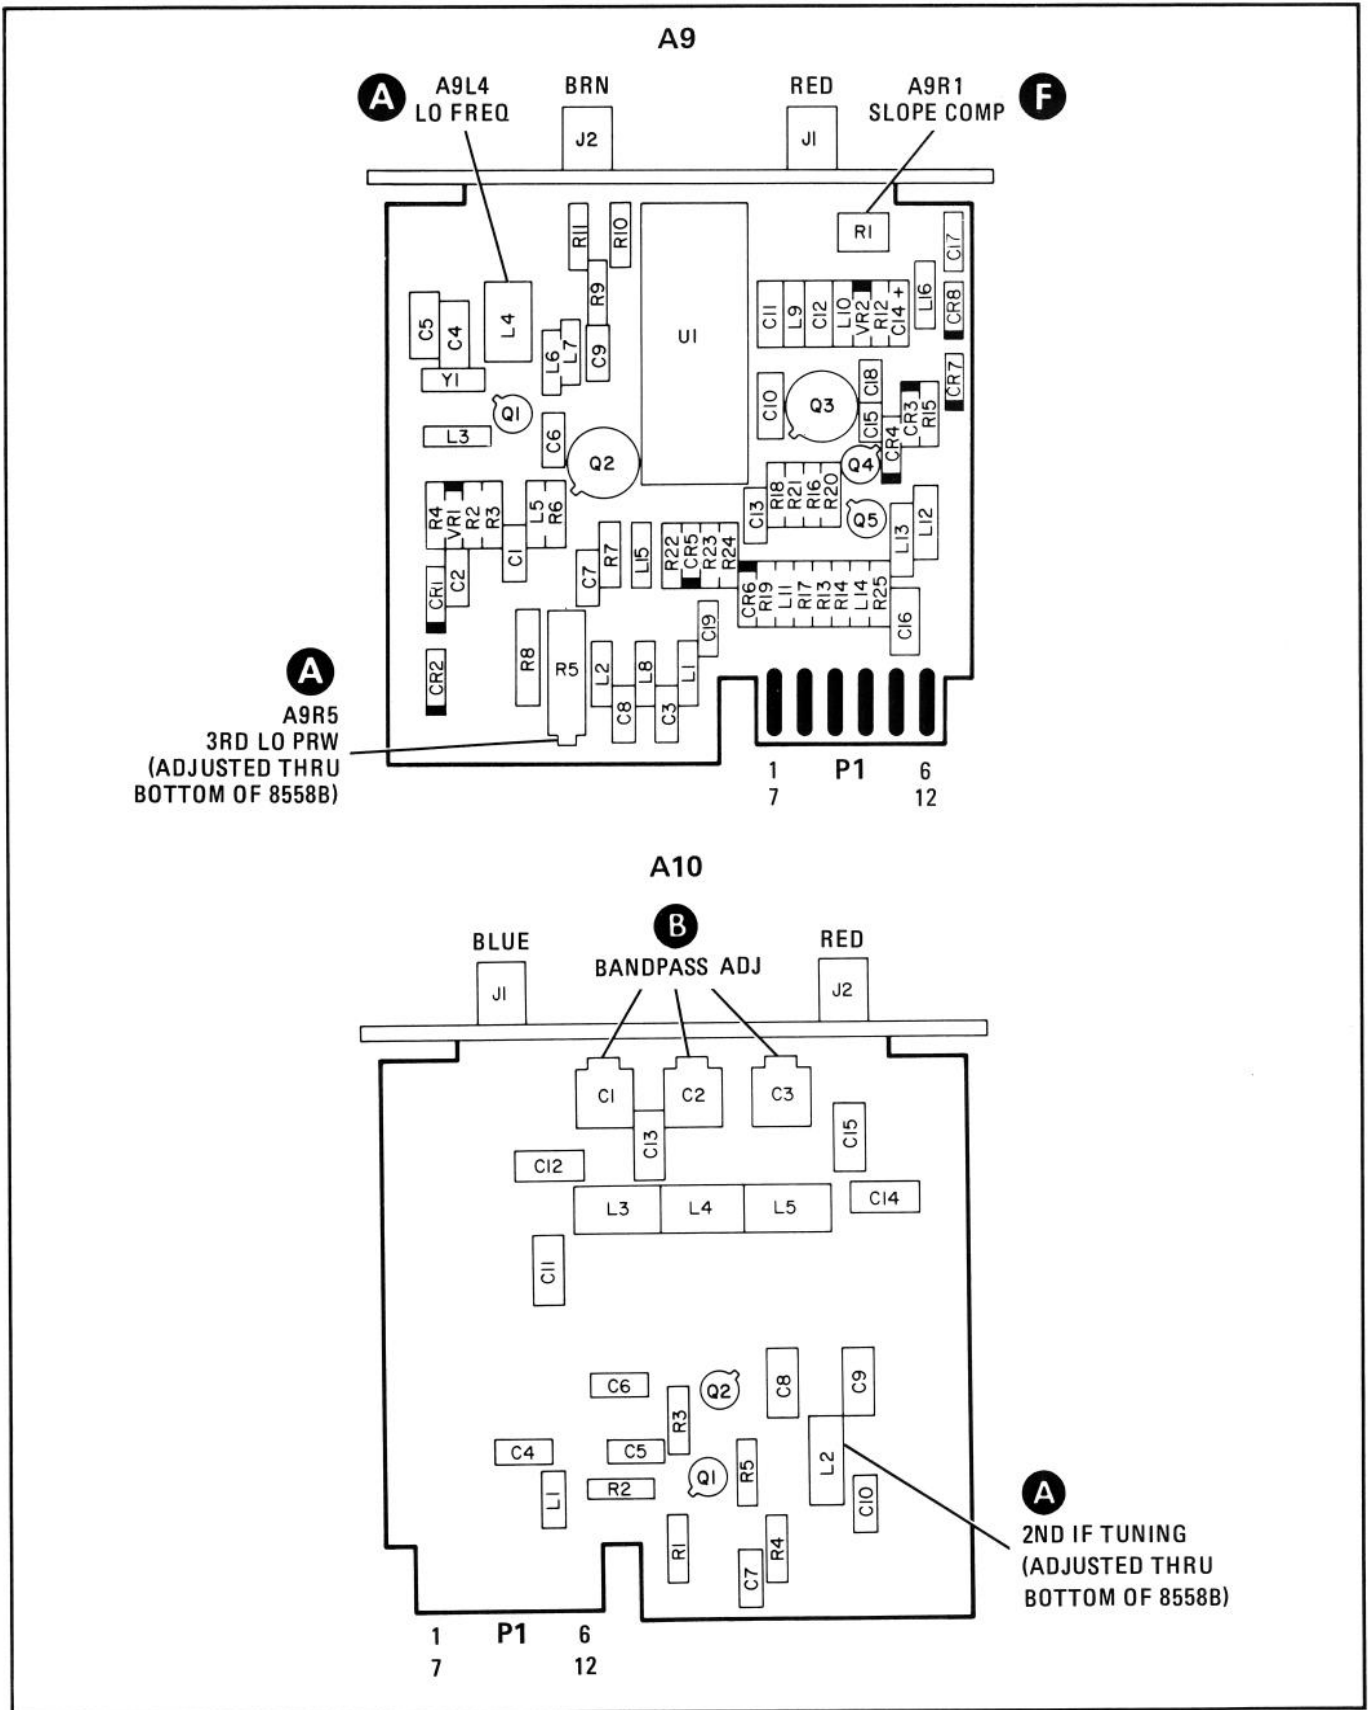 A9
A
A9L4
LO FREQ
BRN
RED
A9R1
SLOPE COMP
F
J2
J1
R11
R10
R1
C17
R9
C5
C4
L4
L6
L7
C9
U1
C11
L9
C12
L10
VR2
R12
C14 +
L16
CR8
Y1
Q1
L3
C6
Q2
C10
Q3
C18
C15
CR4
CR3
R15
CR7
Q4
Q5
R4
VR1
R2
R3
L5
R6
C1
C2
CR1
CR2
C7
R7
L15
R22
CR5
R23
R24
C13
R18
R21
R16
R20
L13
L12
CR6
R19
L11
R17
R13
R14
L14
R25
C16
R8
R5
L2
C8
L8
C3
L1
C19
A
A9R5
3RD LO PRW
(ADJUSTED THRU
BOTTOM OF 8558B)
1 P1 6
7 12
A10
B
BLUE
BANDPASS ADJ
RED
J1
J2
C1
C2
C3
C13
C15
C12
L3
L4
L5
C14
C11
C6
R3
Q2
C8
C9
C4
C5
Q1
R5
L2
L1
R2
C10
R1
C7
R4
A
2ND IF TUNING
(ADJUSTED THRU
BOTTOM OF 8558B)
1 P1 6
7 12